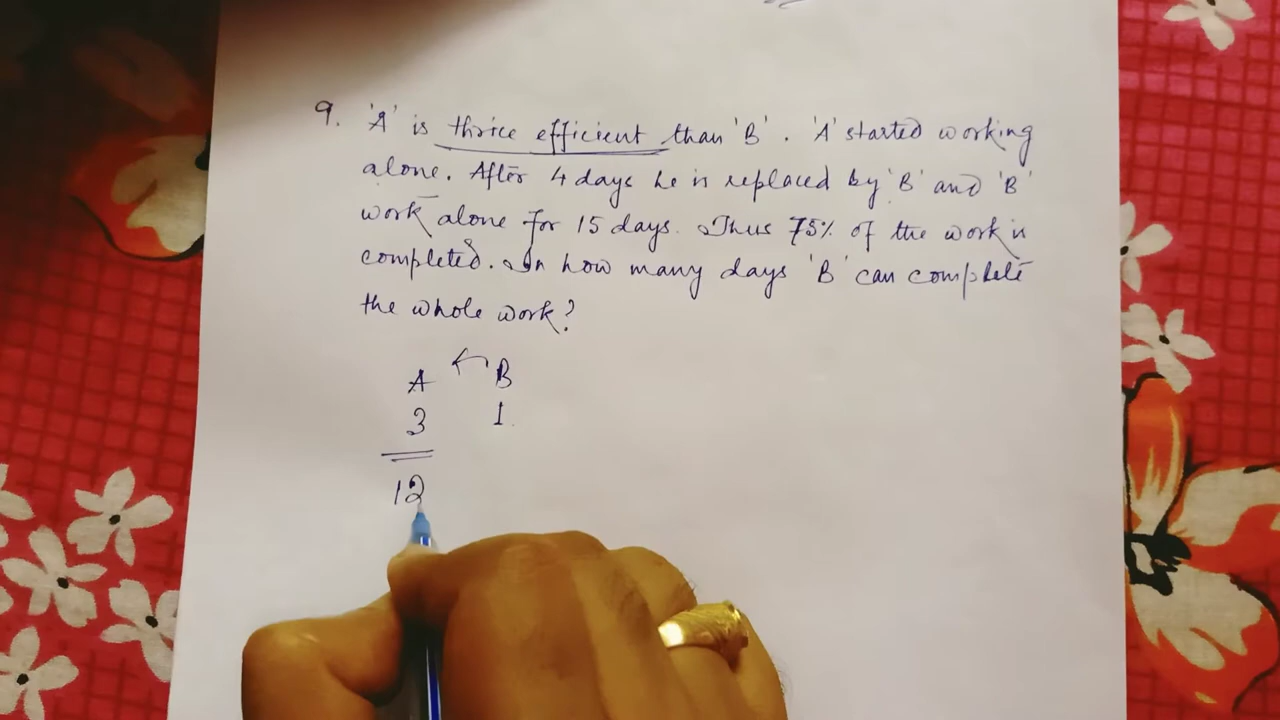 9. 'A' is thrice efficient than 'B'. 'A' started working
alone. After 4 days he is replaced by 'B' and 'B'
work alone for 15 days. Thus 75% of the work is
completed. In how many days 'B' can complete
the whole work?
A ← B
3 1
12